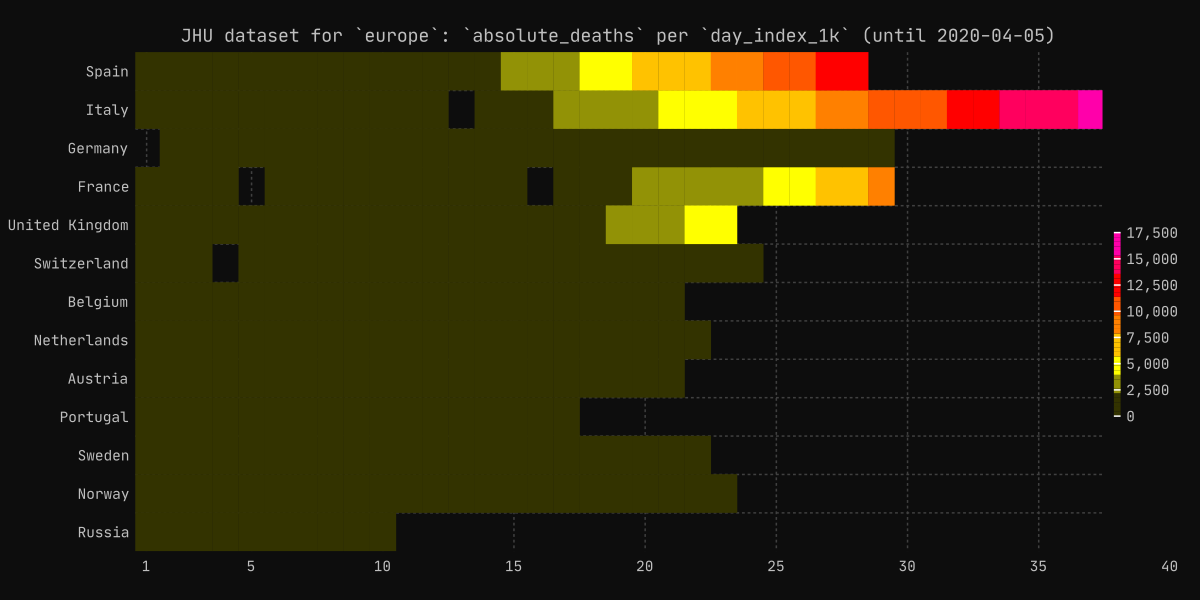 JHU dataset for `europe`: `absolute_deaths` per `day_index_1k` (until 2020-04-05)
Spain
Italy
Germany
France
United Kingdom
Switzerland
Belgium
Netherlands
Austria
Portugal
Sweden
Norway
Russia
1 5 10 15 20 25 30 35 40
17,500
15,000
12,500
10,000
7,500
5,000
2,500
0